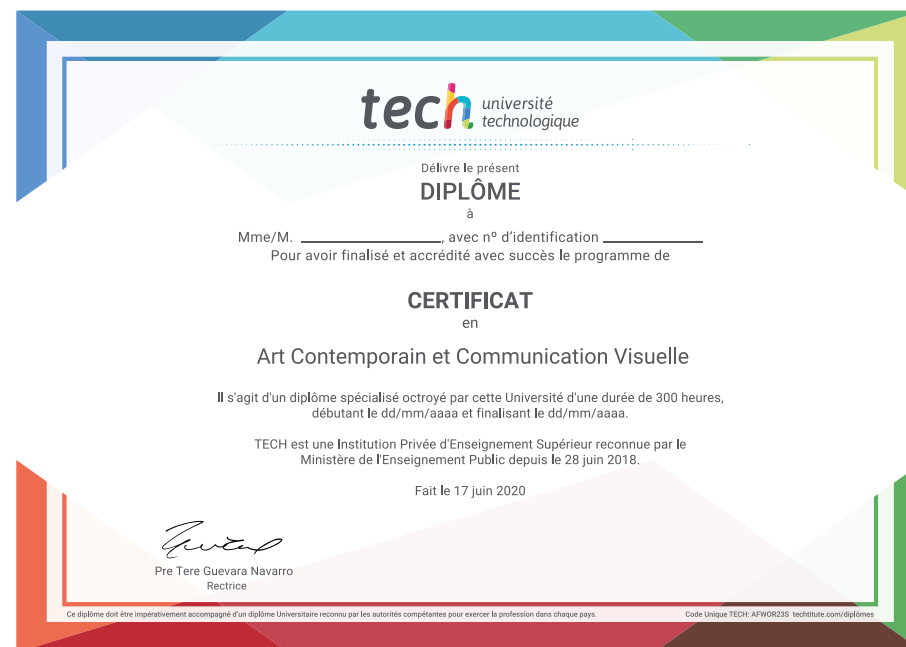 tech université
technologique
Délivre le présent
DIPLÔME
à
Mme/M. ____________________, avec nº d'identification ______________
Pour avoir finalisé et accrédité avec succès le programme de
CERTIFICAT
en
Art Contemporain et Communication Visuelle
Il s'agit d'un diplôme spécialisé octroyé par cette Université d'une durée de 300 heures,
débutant le dd/mm/aaaa et finalisant le dd/mm/aaaa.
TECH est une Institution Privée d'Enseignement Supérieur reconnue par le
Ministère de l'Enseignement Public depuis le 28 juin 2018.
Fait le 17 juin 2020
Pre Tere Guevara Navarro
Rectrice
Ce diplôme doit être impérativement accompagné d'un diplôme Universitaire reconnu par les autorités compétantes pour exercer la profession dans chaque pays.
Code Unique TECH: AFWOR23S techtitute.com/diplômes